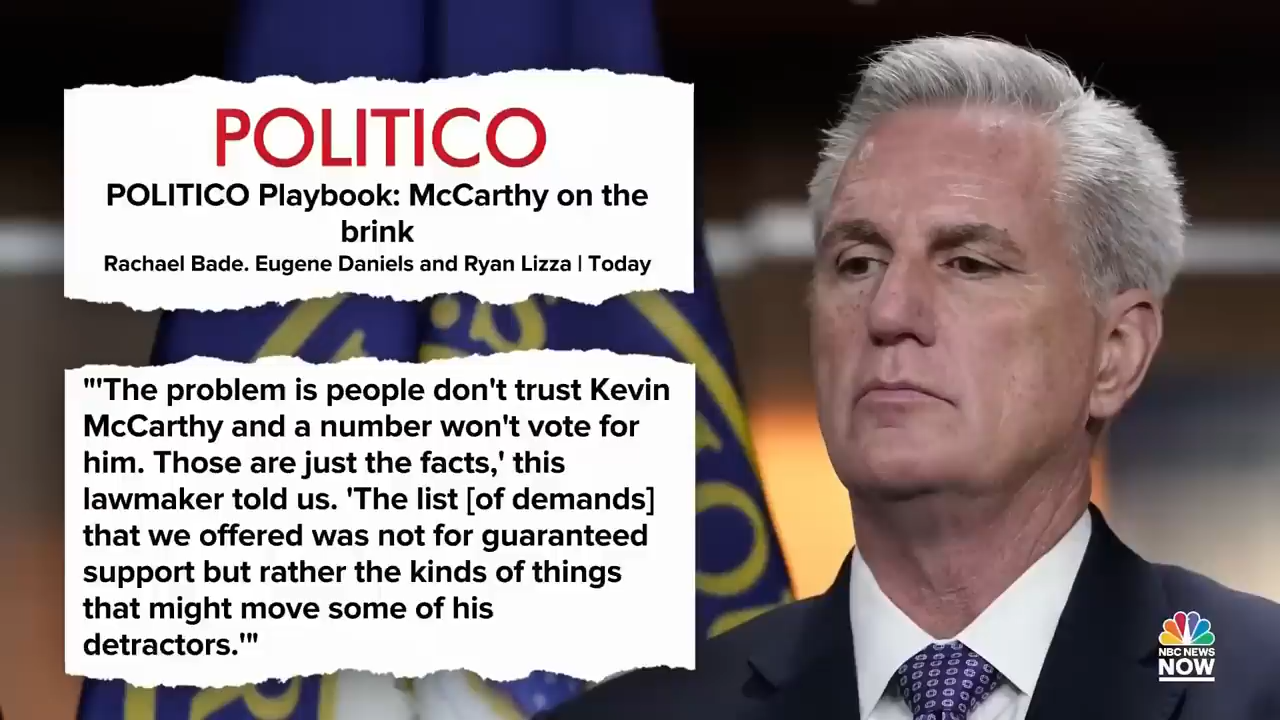 POLITICO
POLITICO Playbook: McCarthy on the
brink
Rachael Bade. Eugene Daniels and Ryan Lizza | Today
"'The problem is people don't trust Kevin
McCarthy and a number won't vote for
him. Those are just the facts,' this
lawmaker told us. 'The list [of demands]
that we offered was not for guaranteed
support but rather the kinds of things
that might move some of his
detractors.'"
NBC NEWS
NOW